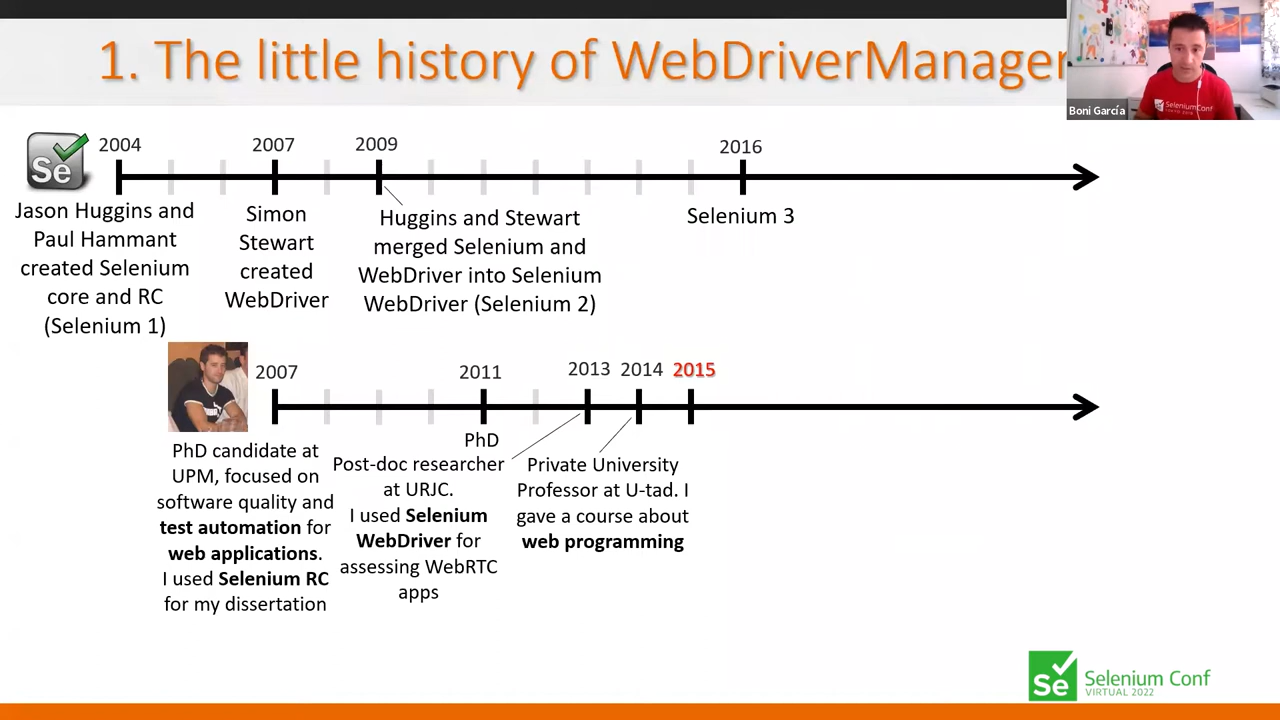 1. The little history of WebDriverManager
SeleniumConf
Boni García
2004
2007
2009
2016
Se
Jason Huggins and
Paul Hammant
created Selenium
core and RC
(Selenium 1)
Simon
Stewart
created
WebDriver
Huggins and Stewart
merged Selenium and
WebDriver into Selenium
WebDriver (Selenium 2)
Selenium 3
2007
2011
2013
2014
2015
PhD candidate at
UPM, focused on
software quality and
test automation for
web applications.
I used Selenium RC
for my dissertation
PhD
Post-doc researcher
at URJC.
I used Selenium
WebDriver for
assessing WebRTC
apps
Private University
Professor at U-tad. I
gave a course about
web programming
Se
Selenium Conf
VIRTUAL 2022